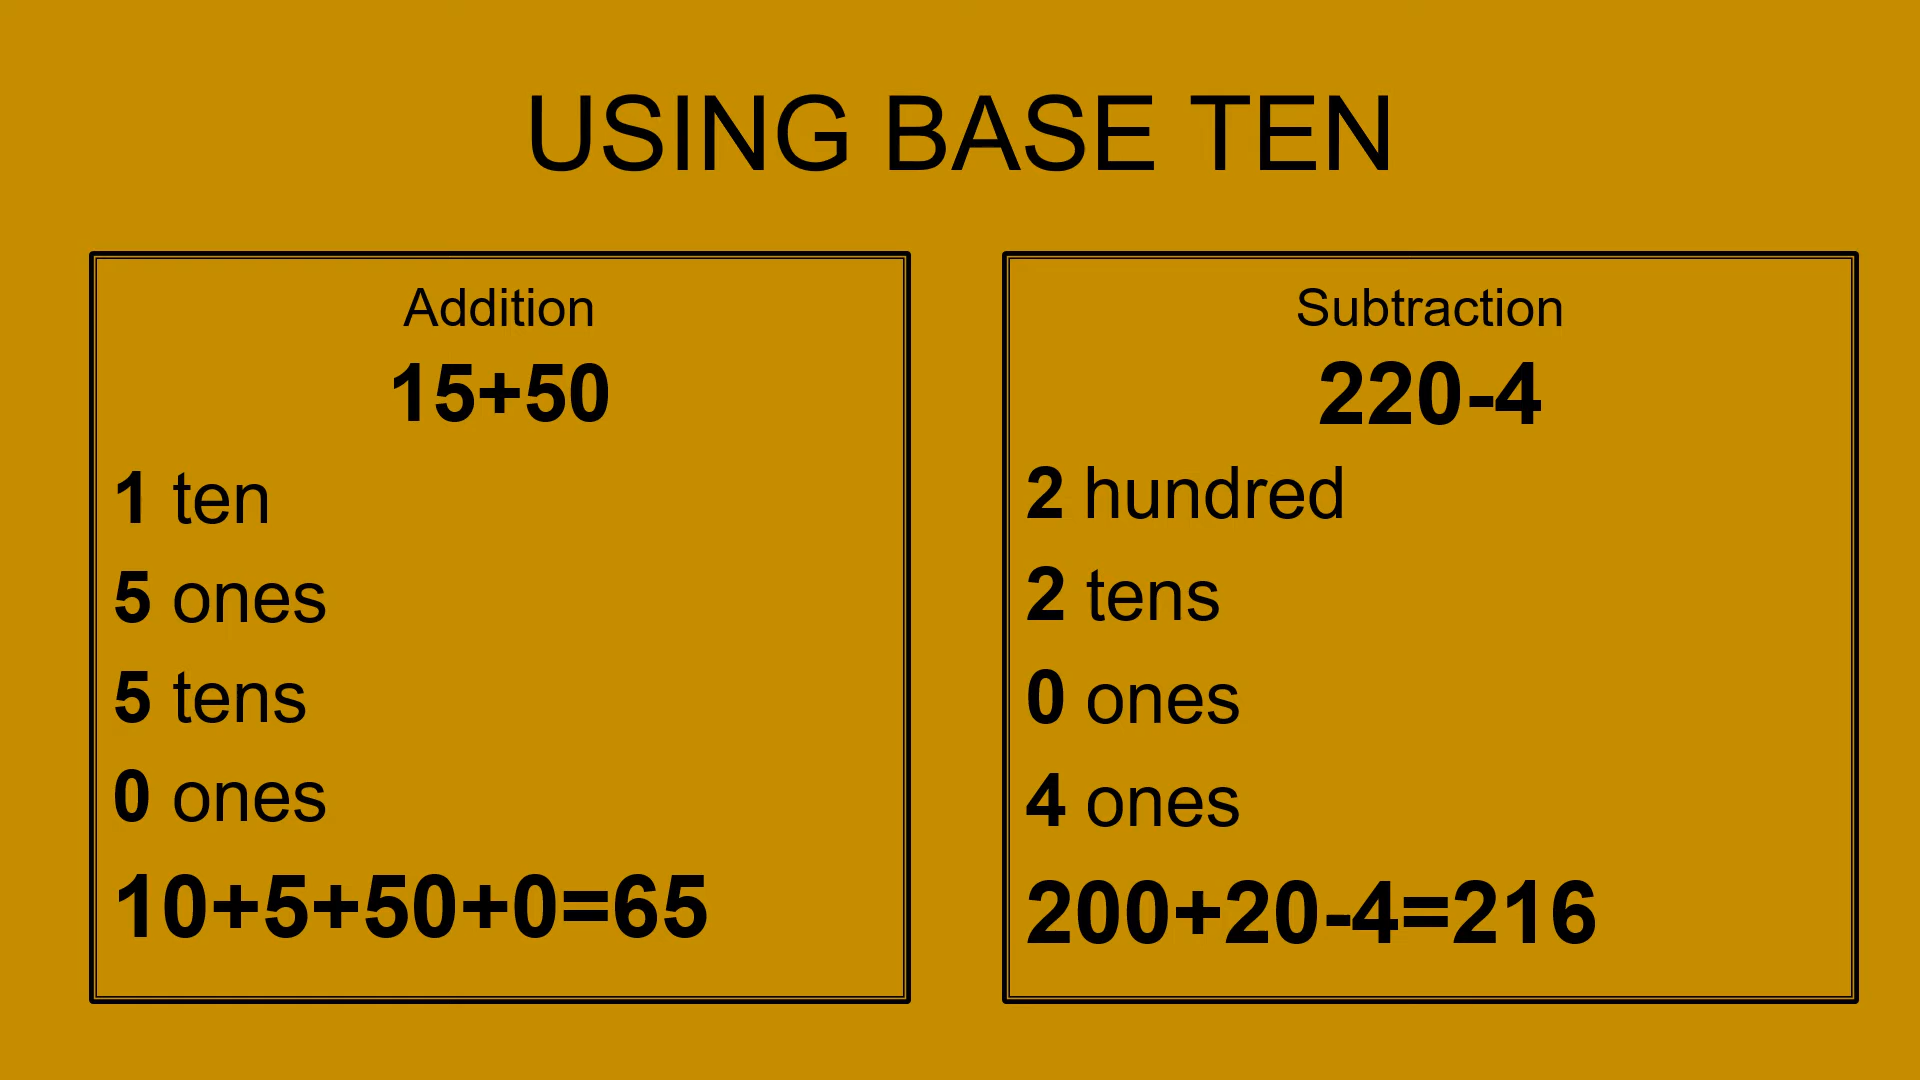 USING BASE TEN
Addition
15+50
1 ten
5 ones
5 tens
0 ones
10+5+50+0=65
Subtraction
220-4
2 hundred
2 tens
0 ones
4 ones
200+20-4=216